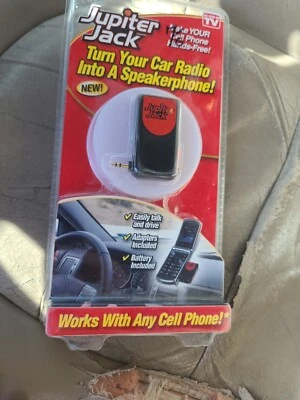 Jupiter Jack
TV
Make YOUR
Cell Phone
Hands-Free!
Turn Your Car Radio
Into A Speakerphone!
NEW!
Jupiter
Jack
Easily talk
and drive
Adapters
Included
Battery
Included
Works With Any Cell Phone!*